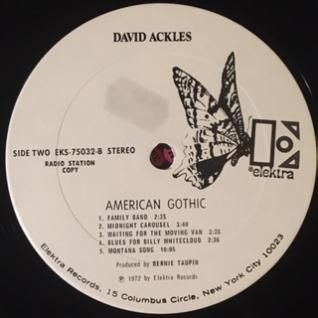 DAVID ACKLES
SIDE TWO EKS-75032-B STEREO
RADIO STATION
COPY
elektra
AMERICAN GOTHIC
1. FAMILY BAND 2:35
2. MIDNIGHT CAROUSEL 3:40
3. WAITING FOR THE MOVING VAN 2:35
4. BLUES FOR BILLY WHITECLOUD 2:36
5. MONTANA SONG 10:05
Produced by BERNIE TAUPIN
℗ 1972 by Elektra Records
Elektra Records, 15 Columbus Circle, New York City 10023